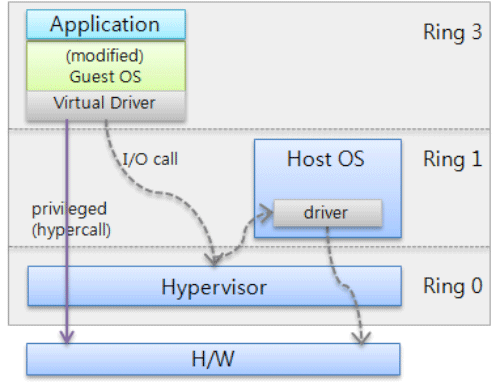 Application
Ring 3
(modified)
Guest OS
Virtual Driver
I/O call
Host OS
Ring 1
driver
privileged
(hypercall)
Hypervisor
Ring 0
H/W